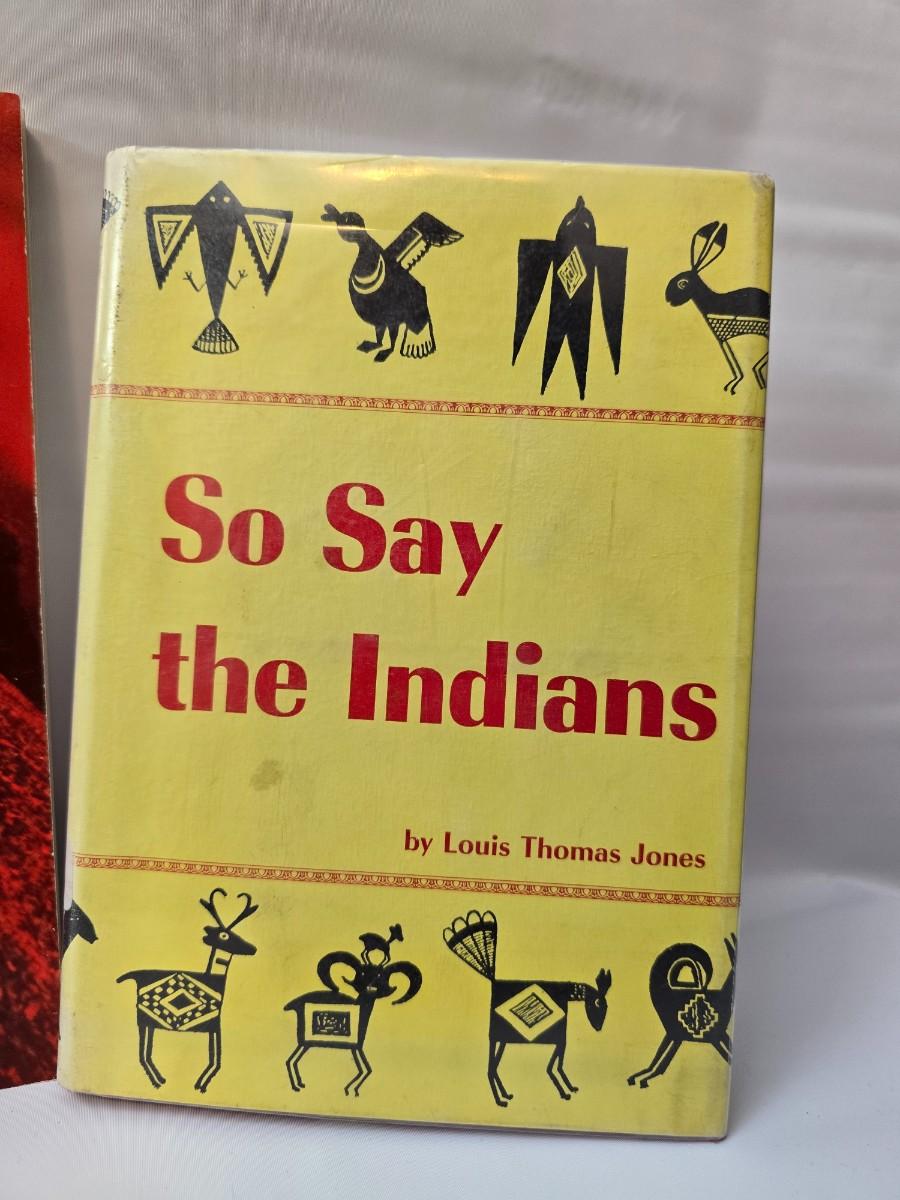 So Say
the Indians
by Louis Thomas Jones